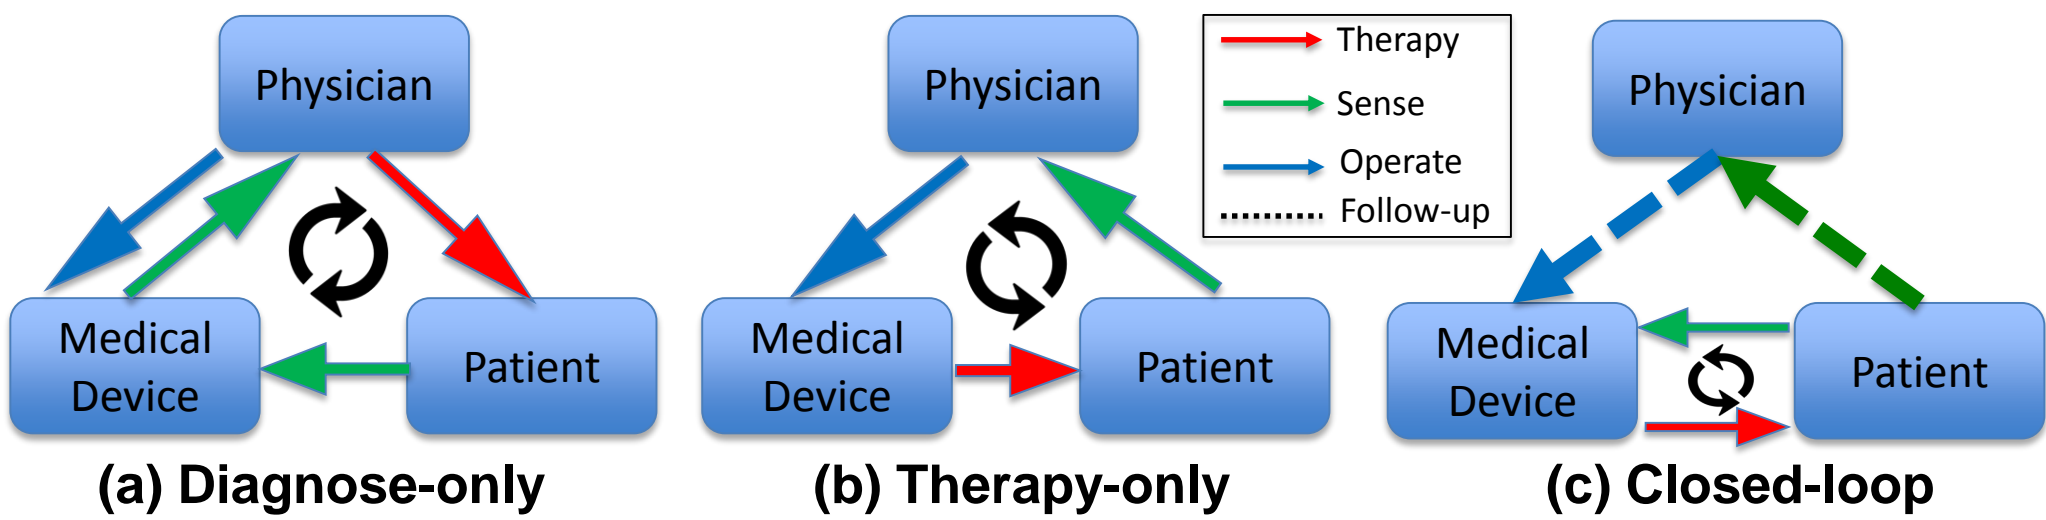 Physician
Medical
Device
Patient
(a) Diagnose-only
Physician
Medical
Device
Patient
(b) Therapy-only
Therapy
Sense
Operate
Follow-up
Physician
Medical
Device
Patient
(c) Closed-loop